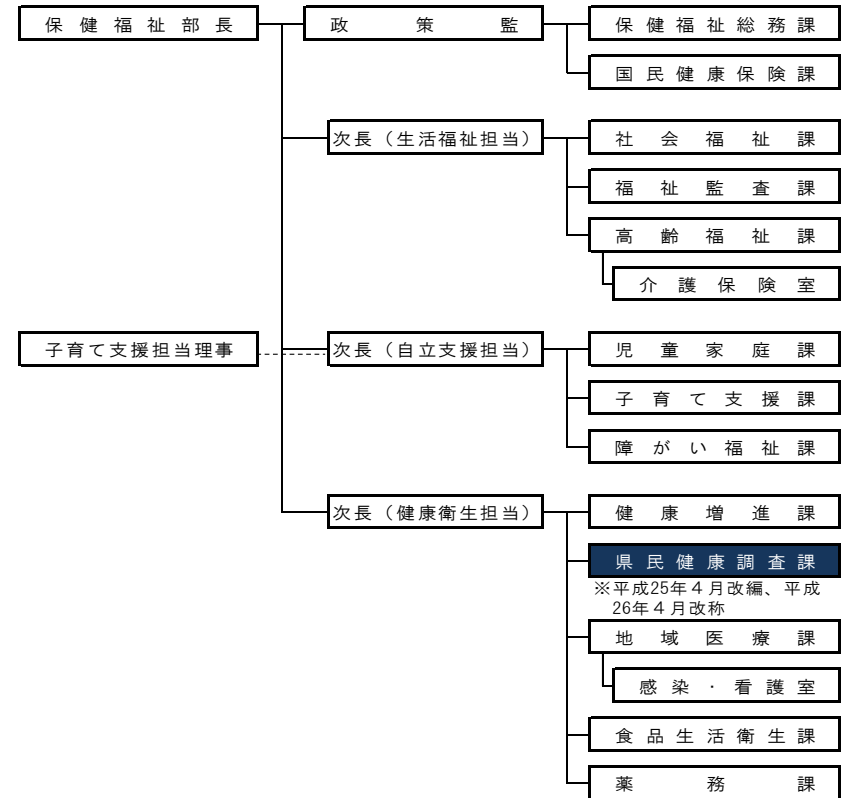 保健福祉部長
政策監
保健福祉総務課
国民健康保険課
次長（生活福祉担当）
社会福祉課
福祉監査課
高齢福祉課
介護保険室
子育て支援担当理事
次長（自立支援担当）
児童家庭課
子育て支援課
障がい福祉課
次長（健康衛生担当）
健康増進課
県民健康調査課
※平成25年４月改編、平成
26年４月改称
地域医療課
感染・看護室
食品生活衛生課
薬務課